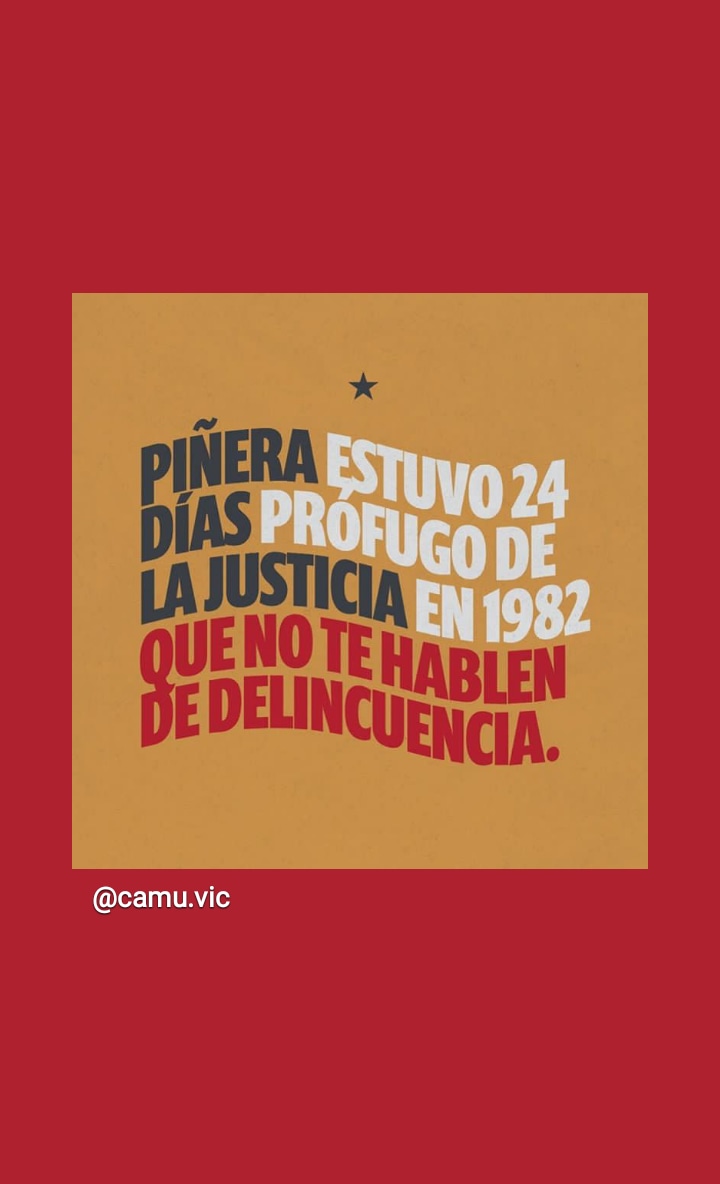 PIÑERA ESTUVO 24
DÍAS PRÓFUGO DE
LA JUSTICIA EN 1982
QUE NO TE HABLEN
DE DELINCUENCIA.
@camu.vic